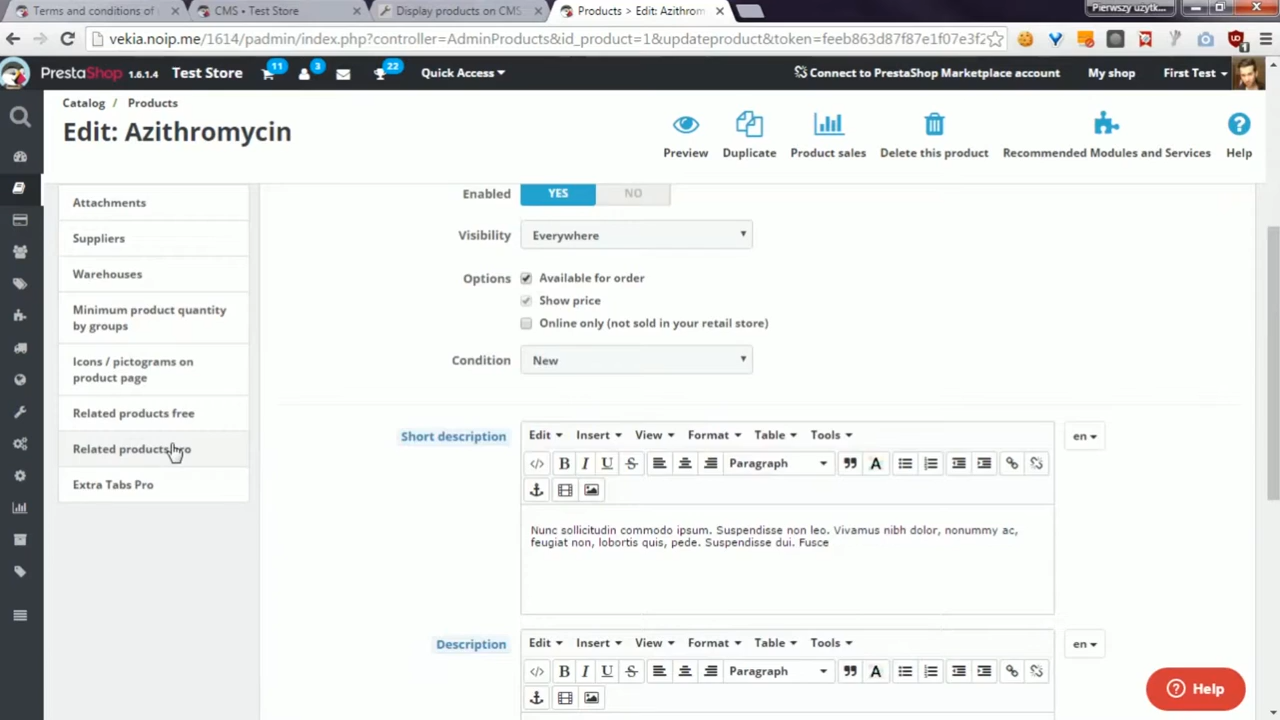 Terms and conditions of
CMS • Test Store
Display products on CMS
Products > Edit: Azithrom
Pierwszy użytk...
vekia.noip.me/1614/padmin/index.php?controller=AdminProducts&id_product=1&updateproduct&token=feeb863d87f87e1f07e3f2
PrestaShop 1.6.1.4
Test Store
11
3
22
Quick Access
Connect to PrestaShop Marketplace account
My shop
First Test
1
Catalog / Products
Edit: Azithromycin
Preview
Duplicate
Product sales
Delete this product
Recommended Modules and Services
Help
Attachments
Suppliers
Warehouses
Minimum product quantity
by groups
Icons / pictograms on
product page
Related products free
Related products
Extra Tabs Pro
Enabled YES NO
Visibility Everywhere
Options Available for order
Show price
Online only (not sold in your retail store)
Condition New
Short description
Edit Insert View Format Table Tools
en
B I U S Paragraph A
Nunc sollicitudin commodo ipsum. Suspendisse non leo. Vivamus nibh dolor, nonummy ac,
feugiat non, lobortis quis, pede. Suspendisse dui. Fusce
Description
Edit Insert View Format Table Tools
en
B I U S Paragraph A
Help